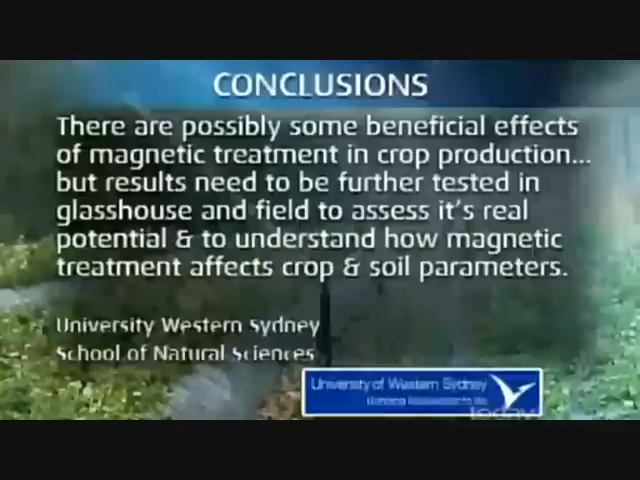 CONCLUSIONS
There are possibly some beneficial effects
of magnetic treatment in crop production...
but results need to be further tested in
glasshouse and field to assess it's real
potential & to understand how magnetic
treatment affects crop & soil parameters.
University Western Sydney
School of Natural Sciences
University of Western Sydney
today